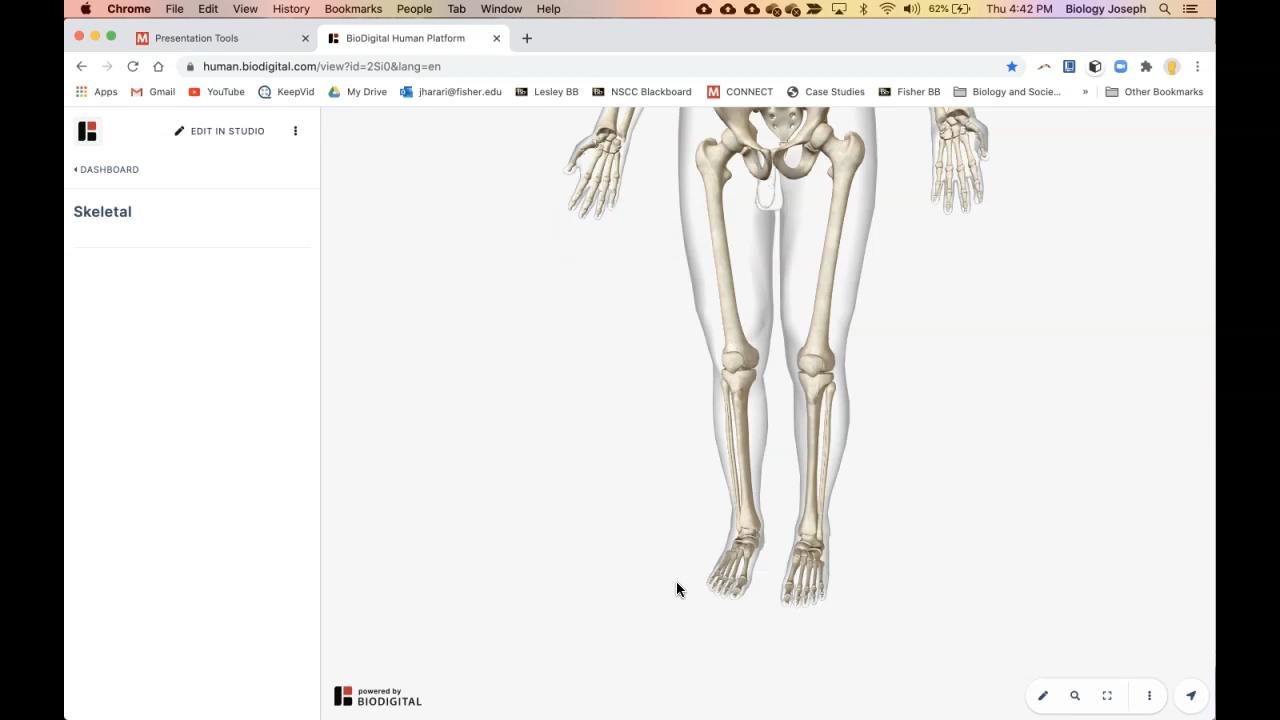 Chrome File Edit View History Bookmarks People Tab Window Help 62% Thu 4:42 PM Biology Joseph
Presentation Tools BioDigital Human Platform
human.biodigital.com/view?id=2Si0&lang=en
Apps Gmail YouTube KeepVid My Drive jharari@fisher.edu Lesley BB NSCC Blackboard CONNECT Case Studies Fisher BB Biology and Socie... » Other Bookmarks
EDIT IN STUDIO
DASHBOARD
Skeletal
powered by
BIODIGITAL